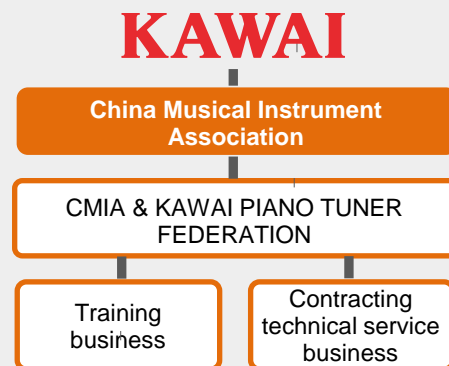 KAWAI
China Musical Instrument
Association
CMIA & KAWAI PIANO TUNER
FEDERATION
Training
business
Contracting
technical service
business